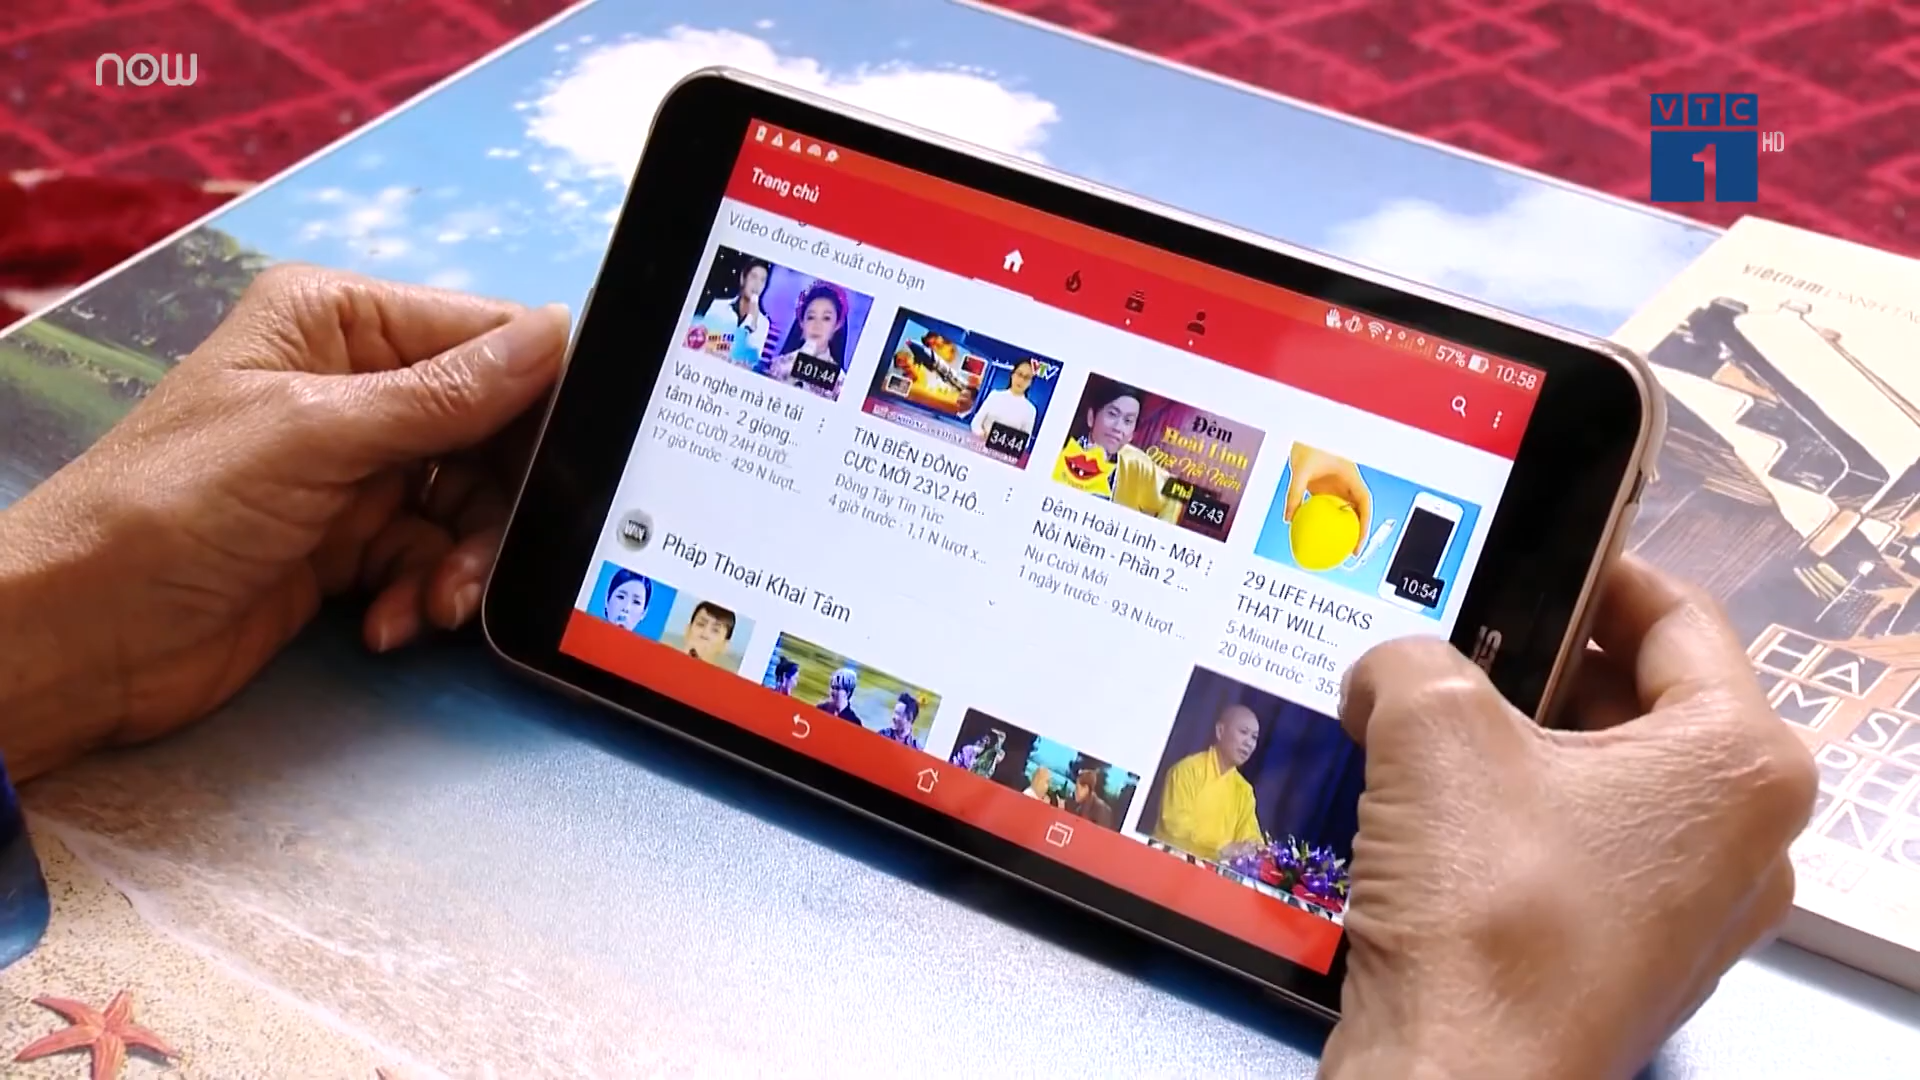 now
VTC
1
HD
57% 10:58
Trang chủ
Video được đề xuất cho bạn
1:01:44
Vào nghe mà tê tái
tâm hồn - 2 giọng...
KHÓC CƯỜI 24H ĐƯỜ...
17 giờ trước · 429 N lượt...
VTV
34:44
TIN BIỂN ĐÔNG
CỰC MỚI 23\2 HÔ...
Đông Tây Tin Tức
4 giờ trước · 1,1 N lượt x...
Đêm
Hoài Linh
Một Nỗi Niềm
57:43
Đêm Hoài Linh - Một
Nỗi Niềm - Phần 2 ...
Nụ Cười Mới
1 ngày trước · 93 N lượt ...
10:54
29 LIFE HACKS
THAT WILL...
5-Minute Crafts
20 giờ trước · 357
Pháp Thoại Khai Tâm
vietnam